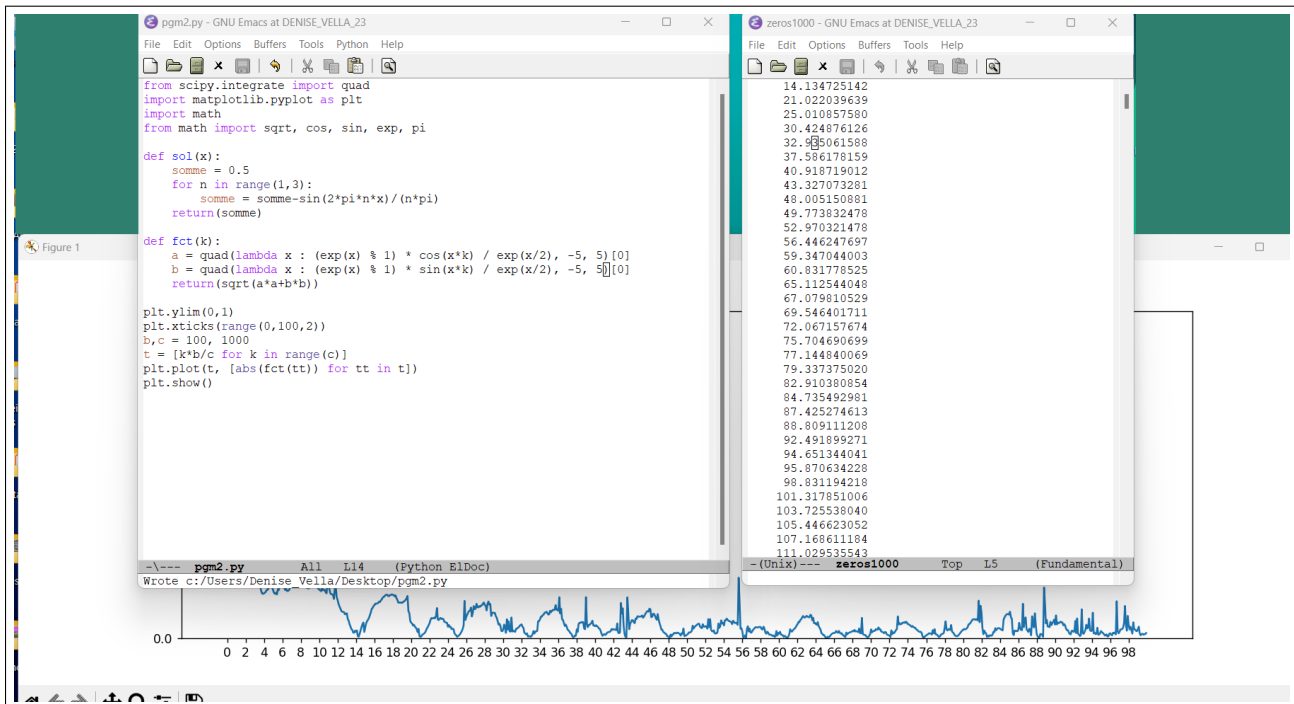 pgm2.py - GNU Emacs at DENISE_VELLA_23
File Edit Options Buffers Tools Python Help
from scipy.integrate import quad
import matplotlib.pyplot as plt
import math
from math import sqrt, cos, sin, exp, pi
def sol(x):
    somme = 0.5
    for n in range(1,3):
        somme = somme-sin(2*pi*n*x)/(n*pi)
    return(somme)
def fct(k):
    a = quad(lambda x : (exp(x) % 1) * cos(x*k) / exp(x/2), -5, 5)[0]
    b = quad(lambda x : (exp(x) % 1) * sin(x*k) / exp(x/2), -5, 5)[0]
    return(sqrt(a*a+b*b))
plt.ylim(0,1)
plt.xticks(range(0,100,2))
b,c = 100, 1000
t = [k*b/c for k in range(c)]
plt.plot(t, [abs(fct(tt)) for tt in t])
plt.show()
-\--- pgm2.py All L14 (Python ElDoc)
Wrote c:/Users/Denise_Vella/Desktop/pgm2.py
zeros1000 - GNU Emacs at DENISE_VELLA_23
File Edit Options Buffers Tools Help
14.134725142
21.022039639
25.010857580
30.424876126
32.935061588
37.586178159
40.918719012
43.327073281
48.005150881
49.773832478
52.970321478
56.446247697
59.347044003
60.831778525
65.112544048
67.079810529
69.546401711
72.067157674
75.704690699
77.144840069
79.337375020
82.910380854
84.735492981
87.425274613
88.809111208
92.491899271
94.651344041
95.870634228
98.831194218
101.317851006
103.725538040
105.446623052
107.168611184
111.029535543
-(Unix)--- zeros1000 Top L5 (Fundamental)
Figure 1
0.0
0 2 4 6 8 10 12 14 16 18 20 22 24 26 28 30 32 34 36 38 40 42 44 46 48 50 52 54 56 58 60 62 64 66 68 70 72 74 76 78 80 82 84 86 88 90 92 94 96 98